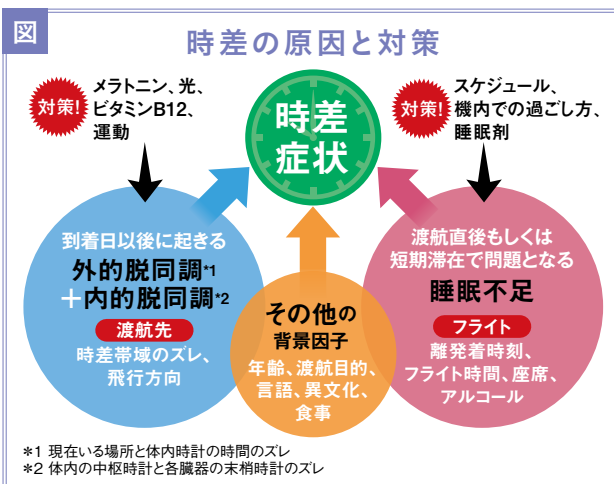 図
時差の原因と対策
対策!
メラトニン、光、
ビタミンB12、
運動
時差
症状
対策!
スケジュール、
機内での過ごし方、
睡眠剤
到着日以後に起きる
外的脱同調*1
＋内的脱同調*2
渡航先
時差帯域のズレ、
飛行方向
その他の
背景因子
年齢、渡航目的、
言語、異文化、
食事
渡航直後もしくは
短期滞在で問題となる
睡眠不足
フライト
離発着時刻、
フライト時間、座席、
アルコール
*1 現在いる場所と体内時計の時間のズレ
*2 体内の中枢時計と各臓器の末梢時計のズレ